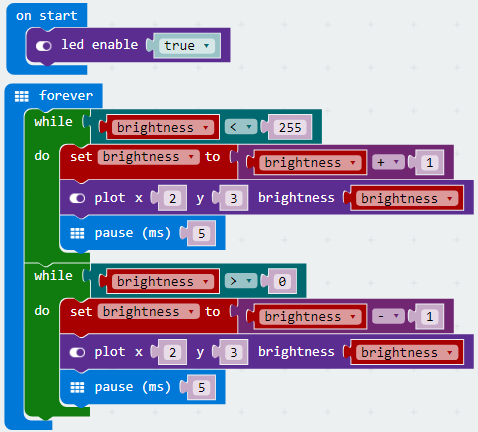 on start
led enable true
forever
while brightness < 255
do set brightness to brightness + 1
plot x 2 y 3 brightness brightness
pause (ms) 5
while brightness > 0
do set brightness to brightness - 1
plot x 2 y 3 brightness brightness
pause (ms) 5